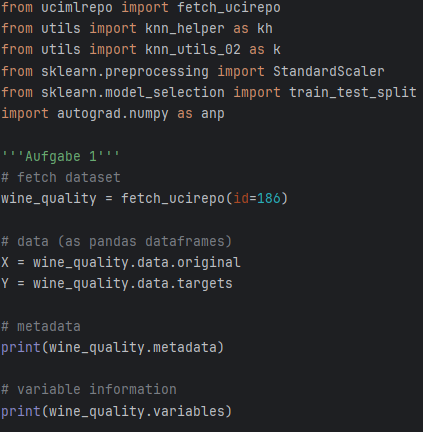 from ucimlrepo import fetch_ucirepo
from utils import knn_helper as kh
from utils import knn_utils_02 as k
from sklearn.preprocessing import StandardScaler
from sklearn.model_selection import train_test_split
import autograd.numpy as anp
'''Aufgabe 1'''
# fetch dataset
wine_quality = fetch_ucirepo(id=186)
# data (as pandas dataframes)
X = wine_quality.data.original
Y = wine_quality.data.targets
# metadata
print(wine_quality.metadata)
# variable information
print(wine_quality.variables)